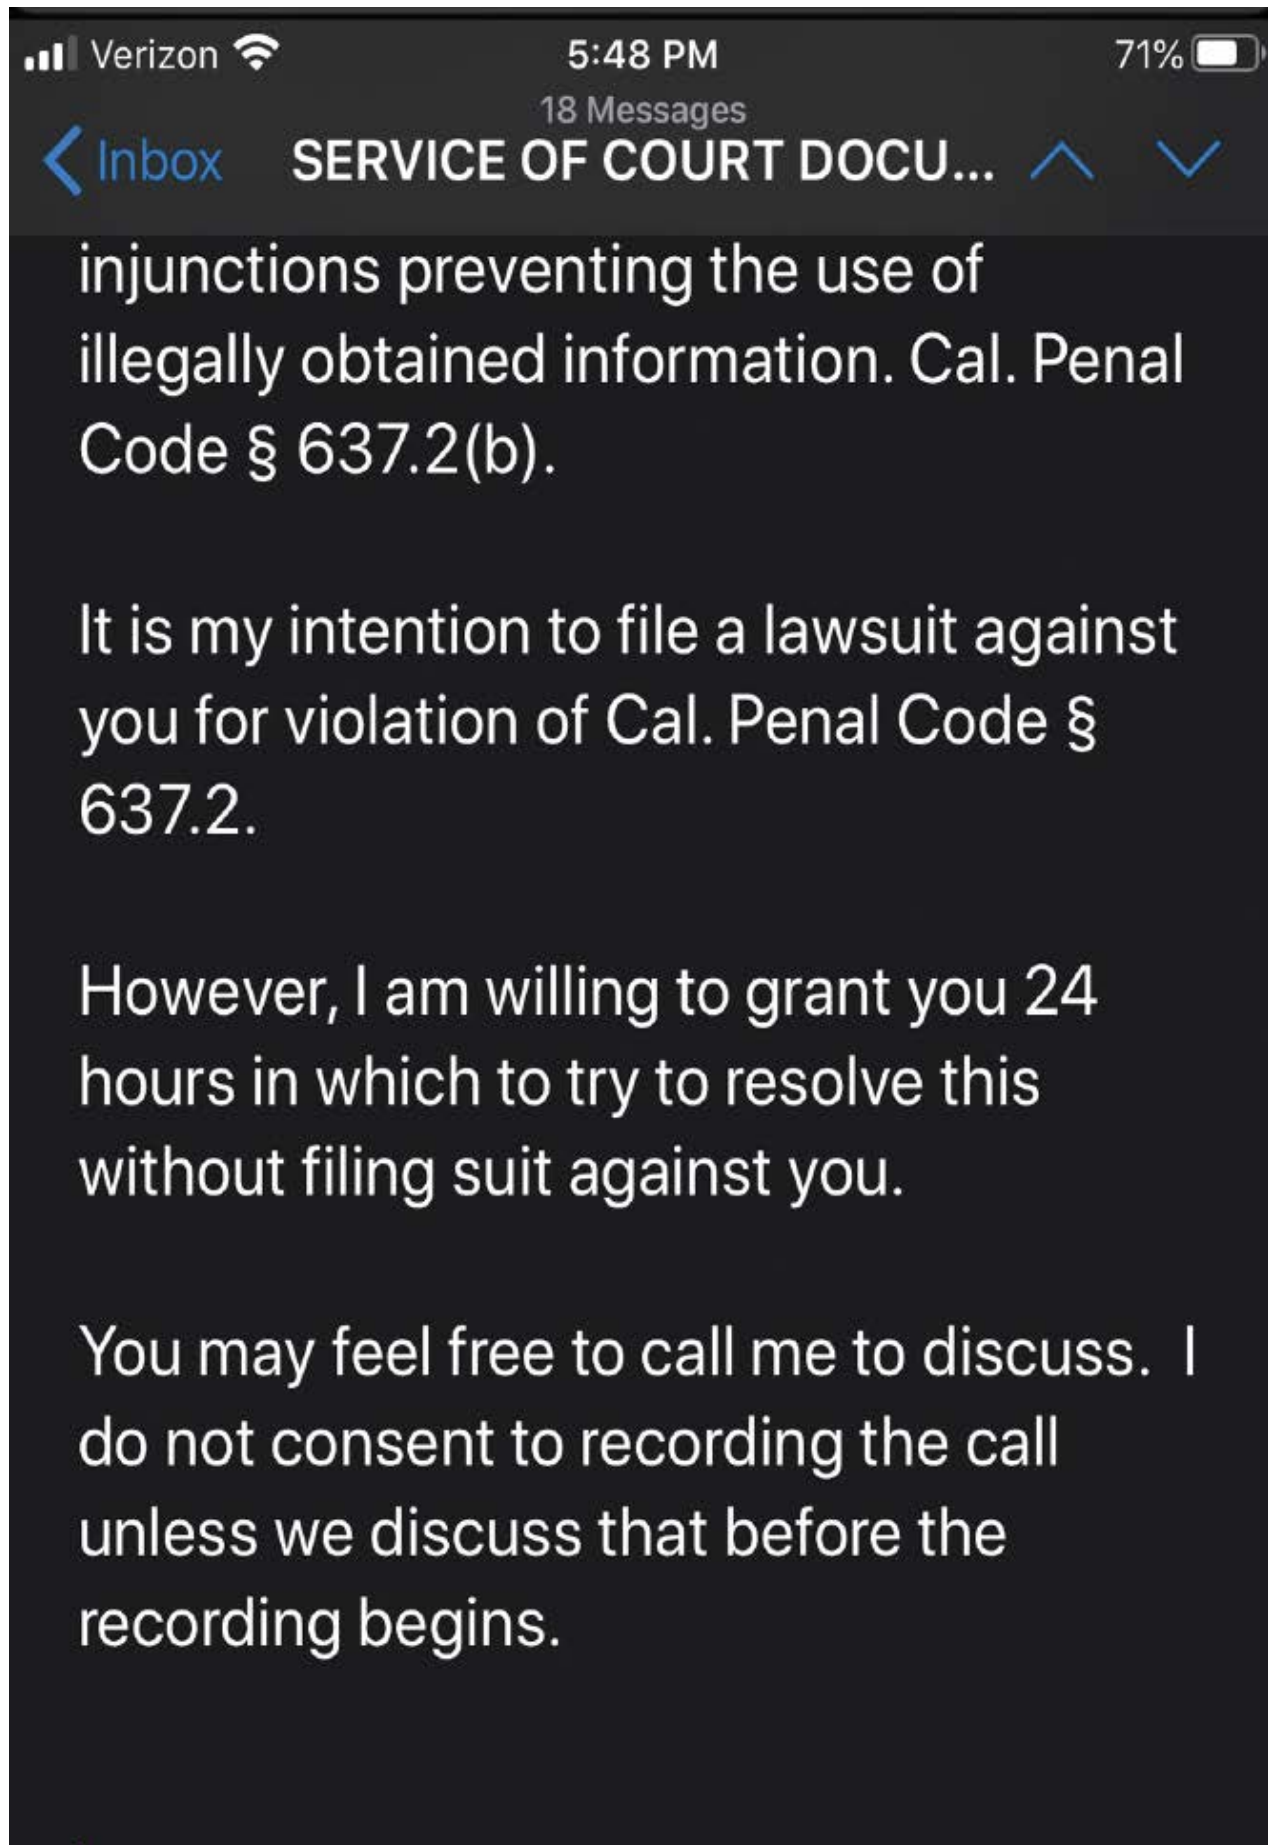 Verizon 5:48 PM 71%
18 Messages
Inbox SERVICE OF COURT DOCU...
injunctions preventing the use of
illegally obtained information. Cal. Penal
Code § 637.2(b).
It is my intention to file a lawsuit against
you for violation of Cal. Penal Code §
637.2.
However, I am willing to grant you 24
hours in which to try to resolve this
without filing suit against you.
You may feel free to call me to discuss.  I
do not consent to recording the call
unless we discuss that before the
recording begins.